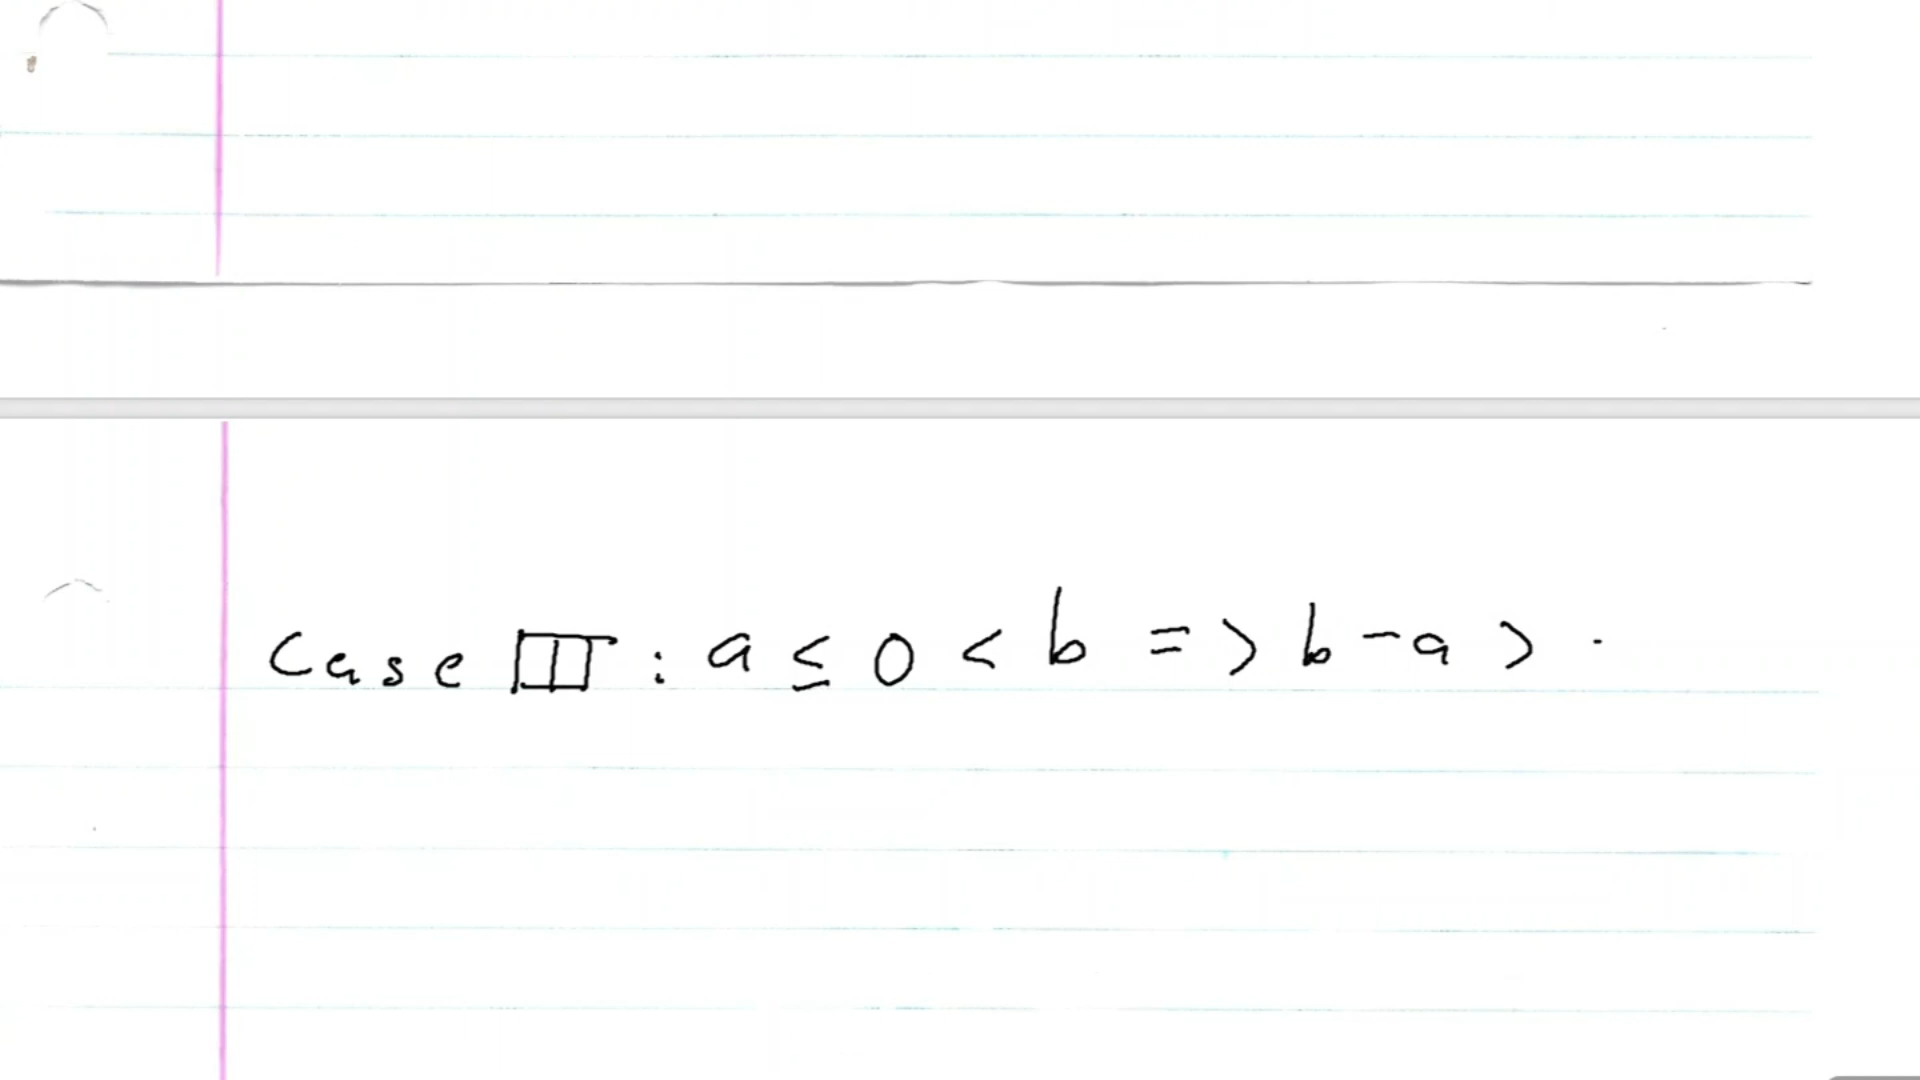 Case III: a ≤ 0 < b => b - a >